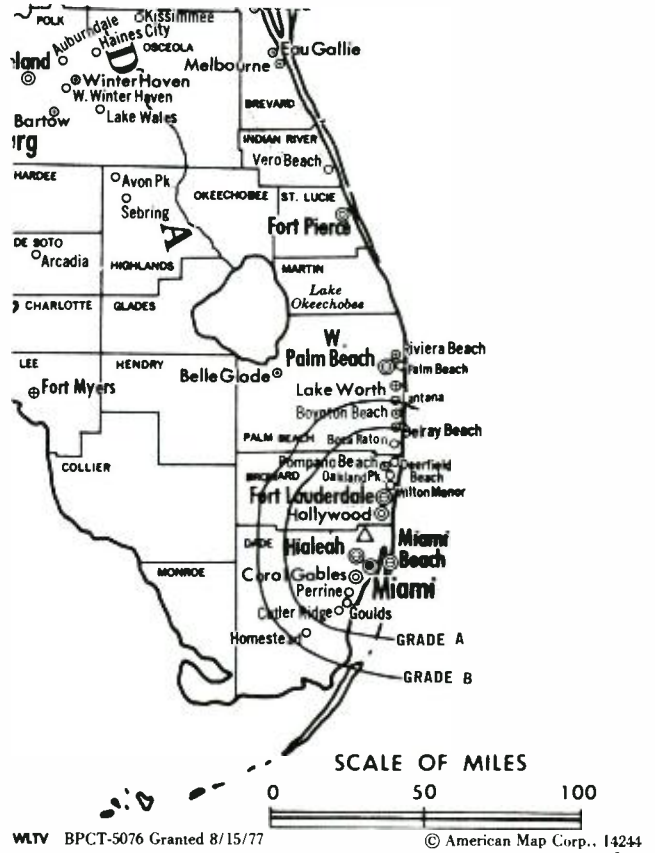 POLK
Kissimmee
Auburndale
Haines City
OSCEOLA
Eau Gallie
land
D
Melbourne
Winter Haven
W. Winter Haven
BREVARD
Bartow
Lake Wales
rg
INDIAN RIVER
Vero Beach
HARDEE
Avon Pk
OKEECHOBEE
ST. LUCIE
Sebring
Fort Pierce
A
DE SOTO
Arcadia
HIGHLANDS
MARTIN
Lake
Okeechobee
CHARLOTTE
GLADES
W
Palm Beach
Riviera Beach
LEE
HENDRY
Belle Glade
Palm Beach
Fort Myers
Lake Worth
antana
Boynton Beach
PALM BEACH
Boca Raton
Delray Beach
COLLIER
Pompano Beach
Deerfield
Beach
BROWARD
Oakland Pk
Fort Lauderdale
Wilton Manor
Hollywood
DADE
Hialeah
Miami
Beach
MONROE
Coral Gables
Miami
Perrine
Cutler Ridge
Goulds
Homestead
GRADE A
GRADE B
SCALE OF MILES
0 50 100
WLTV BPCT-5076 Granted 8/15/77
© American Map Corp., 14244